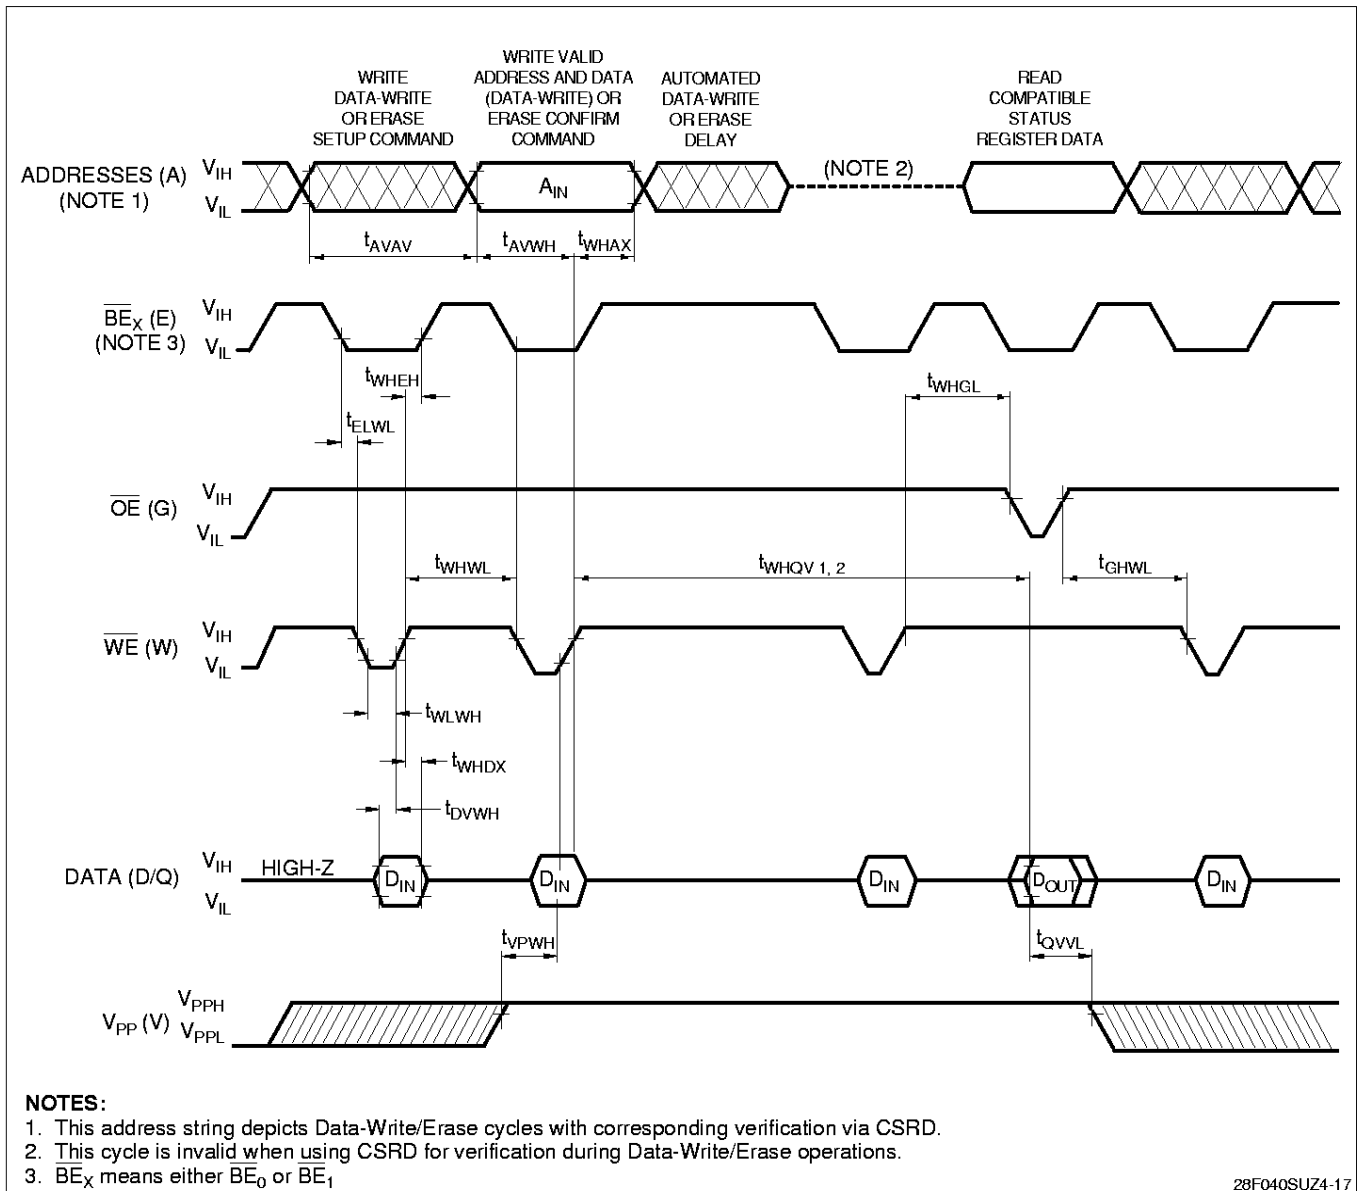 WRITE
DATA-WRITE
OR ERASE
SETUP COMMAND
WRITE VALID
ADDRESS AND DATA
(DATA-WRITE) OR
ERASE CONFIRM
COMMAND
AUTOMATED
DATA-WRITE
OR ERASE
DELAY
READ
COMPATIBLE
STATUS
REGISTER DATA
ADDRESSES (A)
(NOTE 1)
VIH
VIL
AIN
(NOTE 2)
tAVAV
tAVWH
tWHAX
BEX (E)
(NOTE 3)
VIH
VIL
tWHEH
tWHGL
tELWL
OE (G)
VIH
VIL
tWHWL
tWHQV 1, 2
tGHWL
WE (W)
VIH
VIL
tWLWH
tWHDX
tDVWH
DATA (D/Q)
VIH
VIL
HIGH-Z
DIN
DIN
DIN
DOUT
DIN
tVPWH
tQVVL
VPP (V)
VPPH
VPPL
NOTES:
1. This address string depicts Data-Write/Erase cycles with corresponding verification via CSRD.
2. This cycle is invalid when using CSRD for verification during Data-Write/Erase operations.
3. BEX means either BE0 or BE1
28F040SUZ4-17